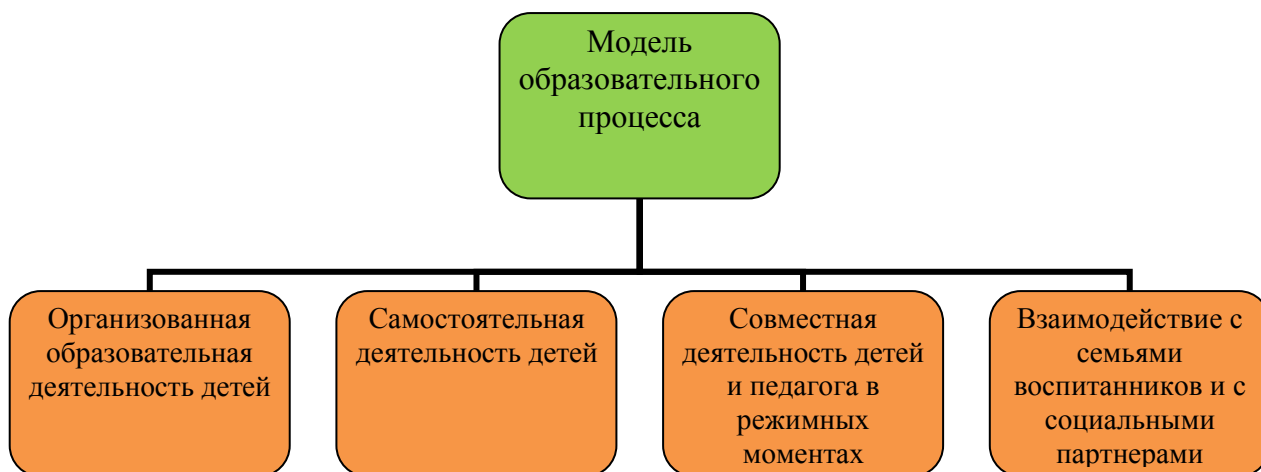 Модель
образовательного
процесса
Организованная
образовательная
деятельность детей
Самостоятельная
деятельность детей
Совместная
деятельность детей
и педагога в
режимных
моментах
Взаимодействие с
семьями
воспитанников и с
социальными
партнерами